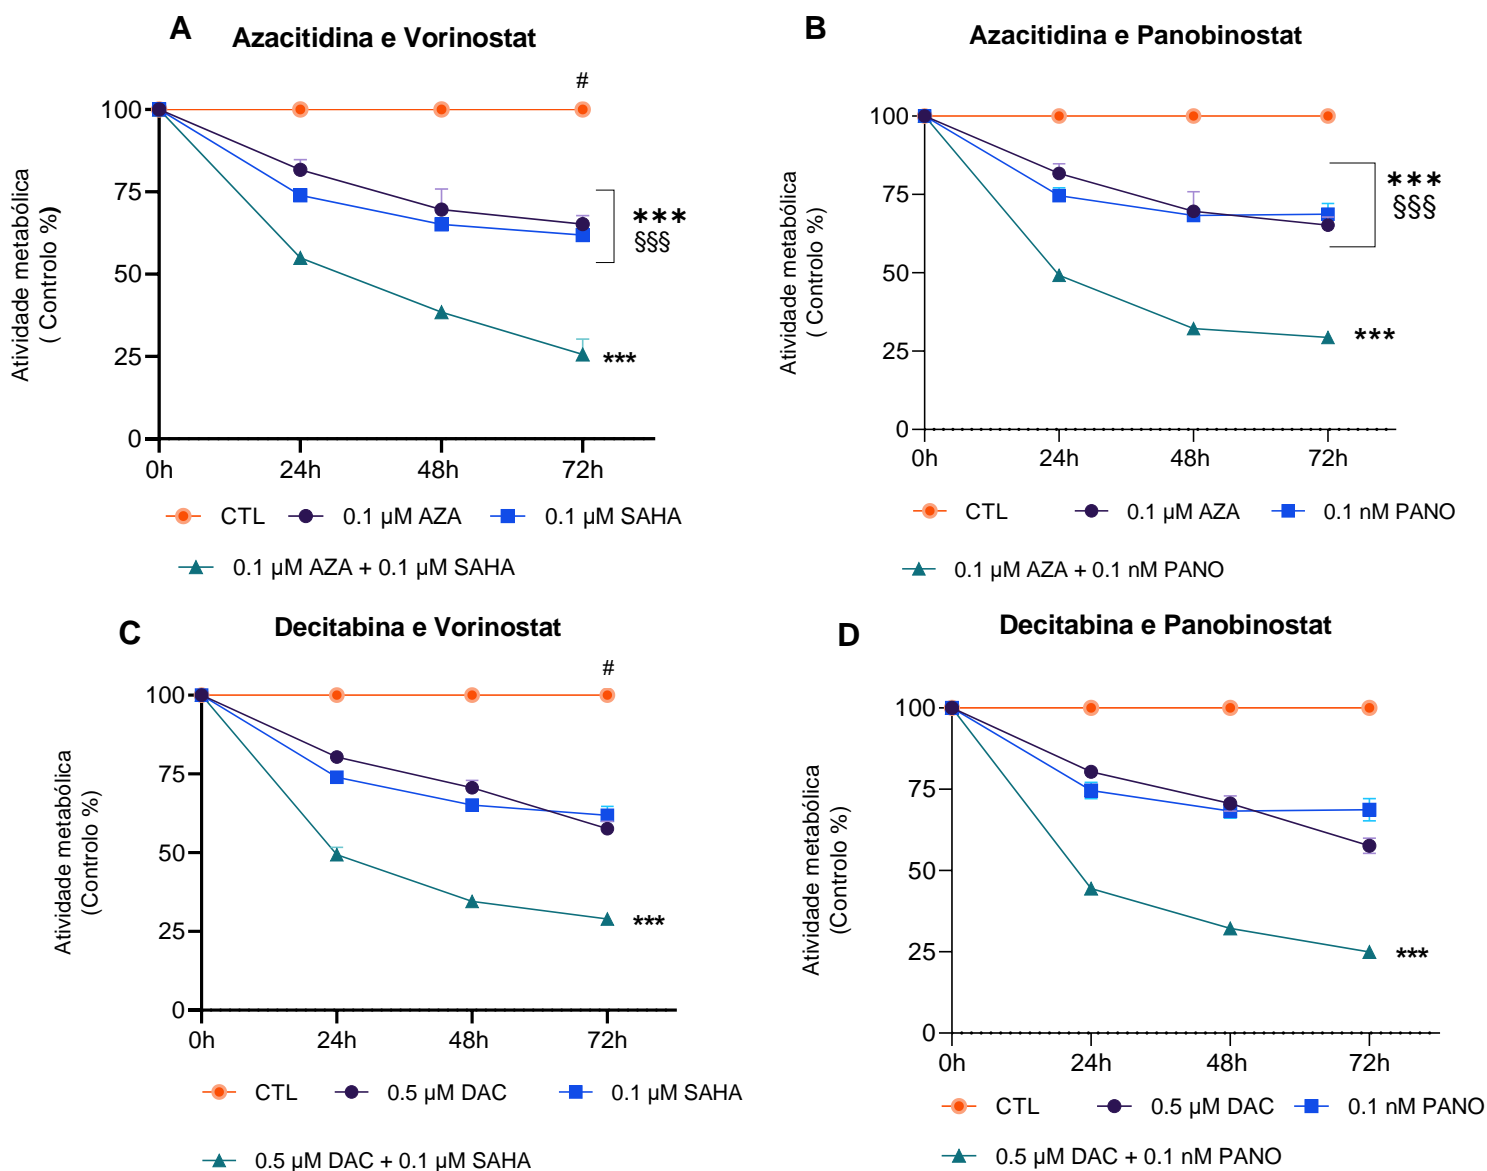 A
Azacitidina e Vorinostat
#
100
75
50
25
0
Atividade metabólica
( Controlo %)
***
§§§
***
0h 24h 48h 72h
CTL 0.1 µM AZA 0.1 µM SAHA
0.1 µM AZA + 0.1 µM SAHA
B
Azacitidina e Panobinostat
100
75
50
25
0
Atividade metabólica
( Controlo %)
***
§§§
***
0h 24h 48h 72h
CTL 0.1 µM AZA 0.1 nM PANO
0.1 µM AZA + 0.1 nM PANO
C
Decitabina e Vorinostat
#
100
75
50
25
0
Atividade metabólica
(Controlo %)
***
0h 24h 48h 72h
CTL 0.5 µM DAC 0.1 µM SAHA
0.5 µM DAC + 0.1 µM SAHA
D
Decitabina e Panobinostat
100
75
50
25
0
Atividade metabólica
(Controlo %)
***
0h 24h 48h 72h
CTL 0.5 µM DAC 0.1 nM PANO
0.5 µM DAC + 0.1 nM PANO